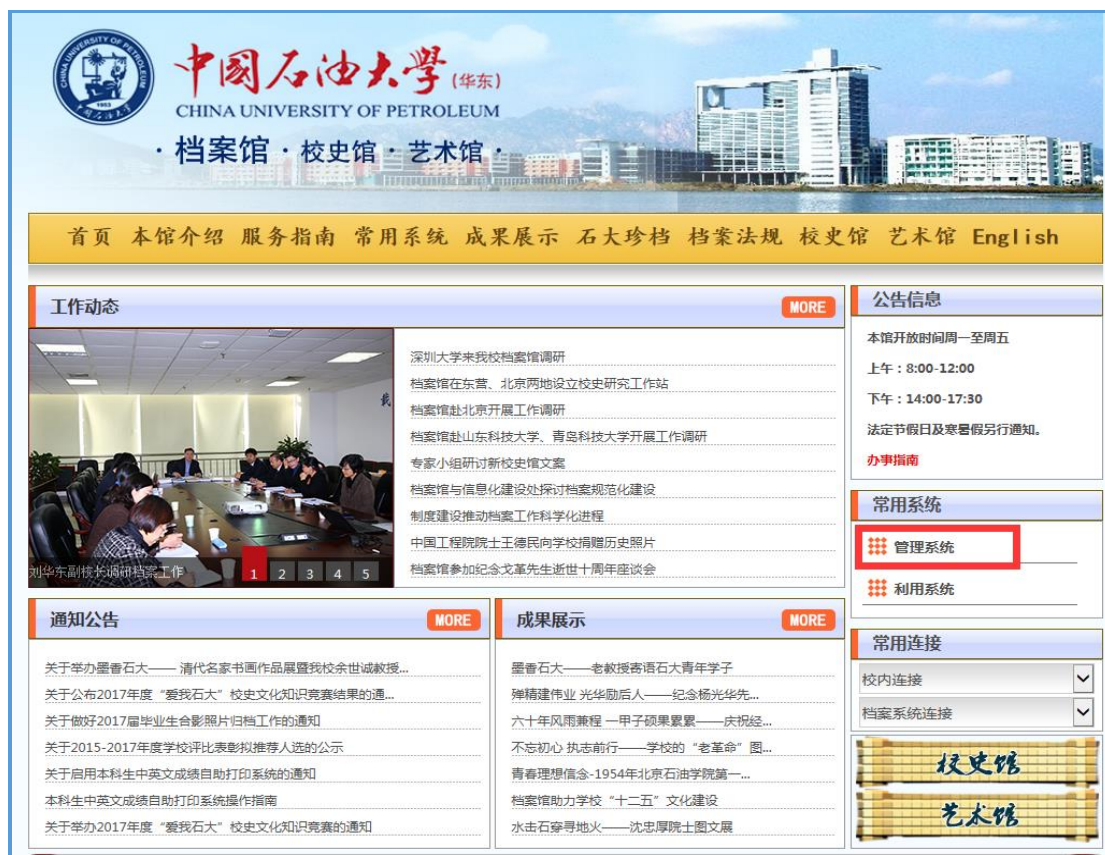 中國石油大學(华东)
CHINA UNIVERSITY OF PETROLEUM
·档案馆·校史馆·艺术馆·
首页 本馆介绍 服务指南 常用系统 成果展示 石大珍档 档案法规 校史馆 艺术馆 English
工作动态 MORE
深圳大学来我校档案馆调研
档案馆在东营、北京两地设立校史研究工作站
档案馆赴北京开展工作调研
档案馆赴山东科技大学、青岛科技大学开展工作调研
专家小组研讨新校史馆文案
档案馆与信息化建设处探讨档案规范化建设
制度建设推动档案工作科学化进程
中国工程院院士王德民向学校捐赠历史照片
档案馆参加纪念戈革先生逝世十周年座谈会
刘华东副校长调研档案工作
1 2 3 4 5
公告信息
本馆开放时间周一至周五
上午：8:00-12:00
下午：14:00-17:30
法定节假日及寒暑假另行通知。
办事指南
常用系统
管理系统
利用系统
通知公告 MORE
关于举办墨香石大—— 清代名家书画作品展暨我校余世诚教授...
关于公布2017年度“爱我石大”校史文化知识竞赛结果的通...
关于做好2017届毕业生合影照片归档工作的通知
关于2015-2017年度学校评比表彰拟推荐人选的公示
关于启用本科生中英文成绩自助打印系统的通知
本科生中英文成绩自助打印系统操作指南
关于举办2017年度“爱我石大”校史文化知识竞赛的通知
成果展示 MORE
墨香石大——老教授寄语石大青年学子
殚精建伟业 光华励后人——纪念杨光华先...
六十年风雨兼程 一甲子硕果累累——庆祝经...
不忘初心 执志前行——学校的“老革命”图...
青春理想信念-1954年北京石油学院第一...
档案馆助力学校“十二五”文化建设
水击石穿寻地火——沈忠厚院士图文展
常用连接
校内连接
档案系统连接
校史馆
艺术馆